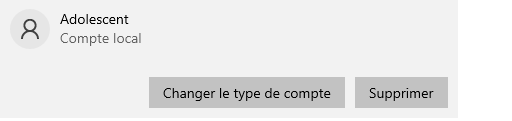 Adolescent
Compte local
Changer le type de compte
Supprimer